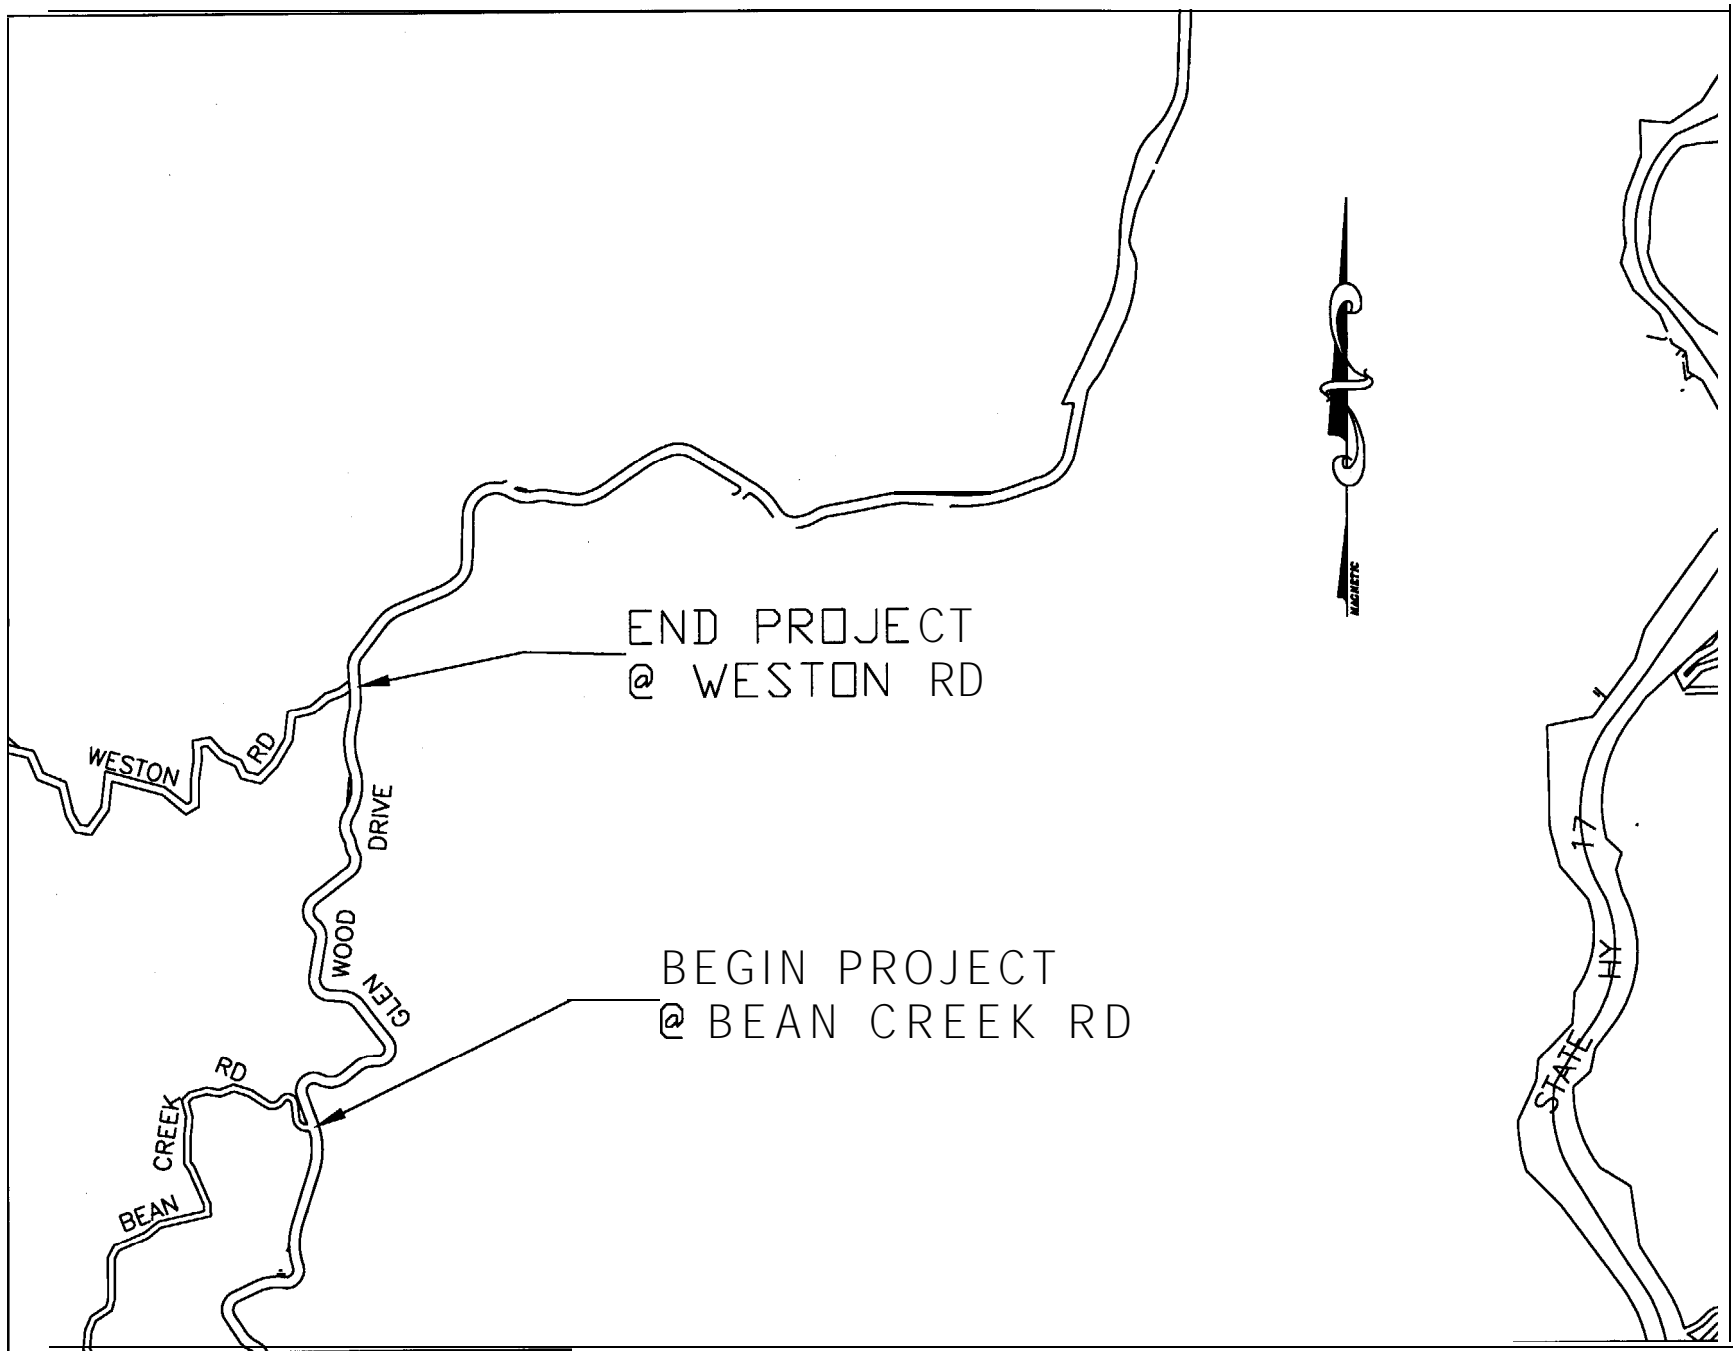 MAGNETIC
END PROJECT
@ WESTON RD
WESTON RD
DRIVE
WOOD
GLEN
BEGIN PROJECT
@ BEAN CREEK RD
RD
CREEK
BEAN
17
HY
STATE